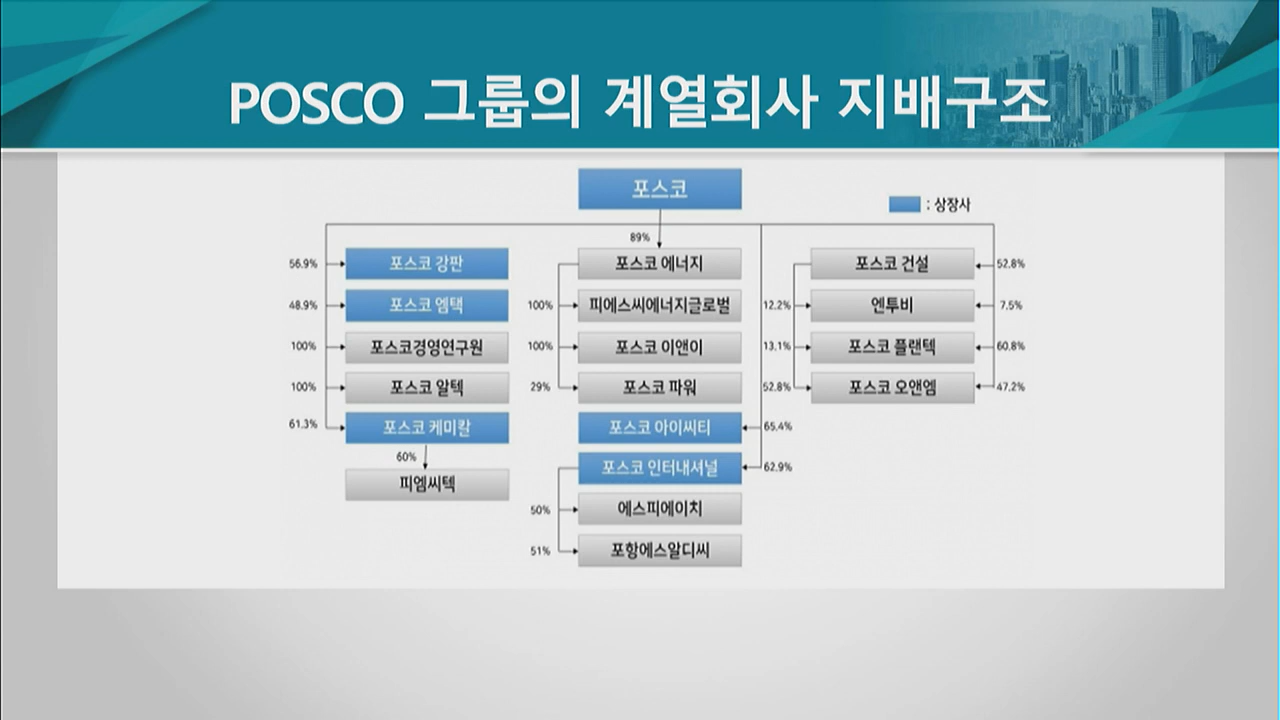 POSCO 그룹의 계열회사 지배구조
포스코
: 상장사
89%
56.9%
포스코 강판
포스코 에너지
포스코 건설
52.8%
48.9%
포스코 엠택
100%
피에스씨에너지글로벌
12.2%
엔투비
7.5%
100%
포스코경영연구원
100%
포스코 이앤이
13.1%
포스코 플랜텍
60.8%
100%
포스코 알텍
29%
포스코 파워
52.8%
포스코 오앤엠
47.2%
61.3%
포스코 케미칼
포스코 아이씨티
65.4%
60%
포스코 인터내셔널
62.9%
피엠씨텍
50%
에스피에이치
51%
포항에스알디씨